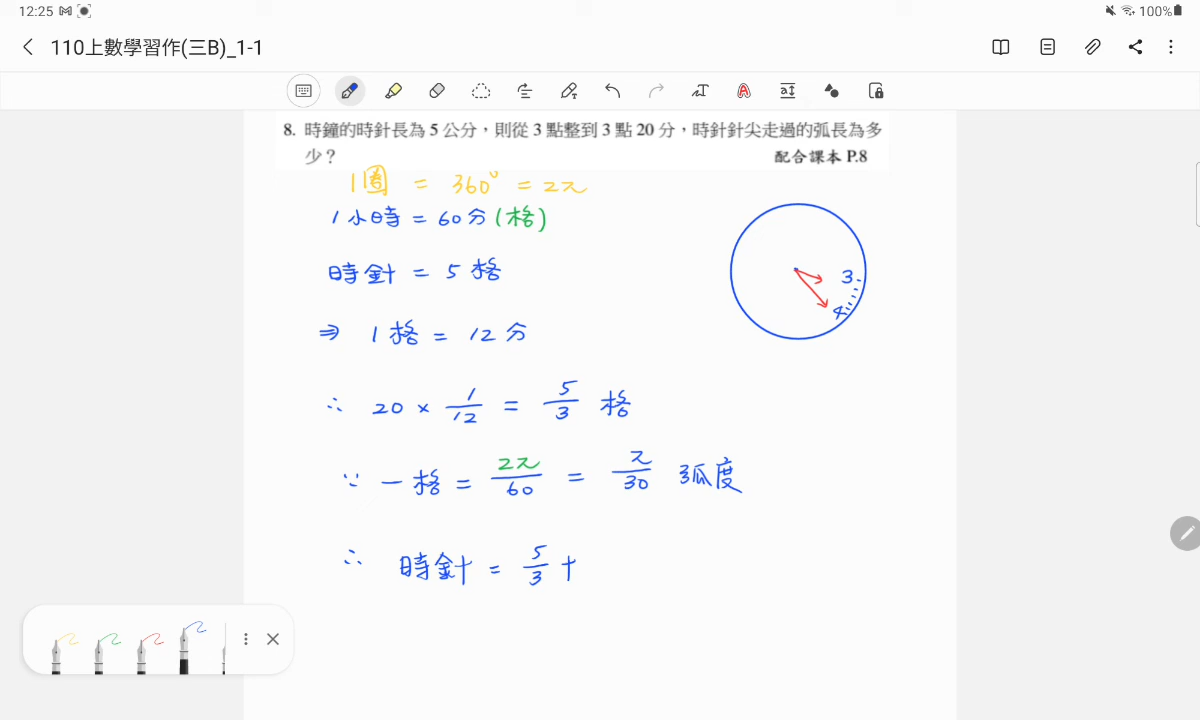 12:25
100%
110上數學習作(三B)_1-1
8. 時鐘的時針長為 5 公分，則從 3 點整到 3 點 20 分，時針針尖走過的弧長為多
少？
配合課本 P.8
1圈 = 360° = 2π
1小時 = 60分(格)
時針 = 5 格
3
4
⇒ 1格 = 12分
∴ 20 × 1/12 = 5/3 格
∵ 一格 = 2π/60 = π/30 弧度
∴ 時針 = 5/3 +